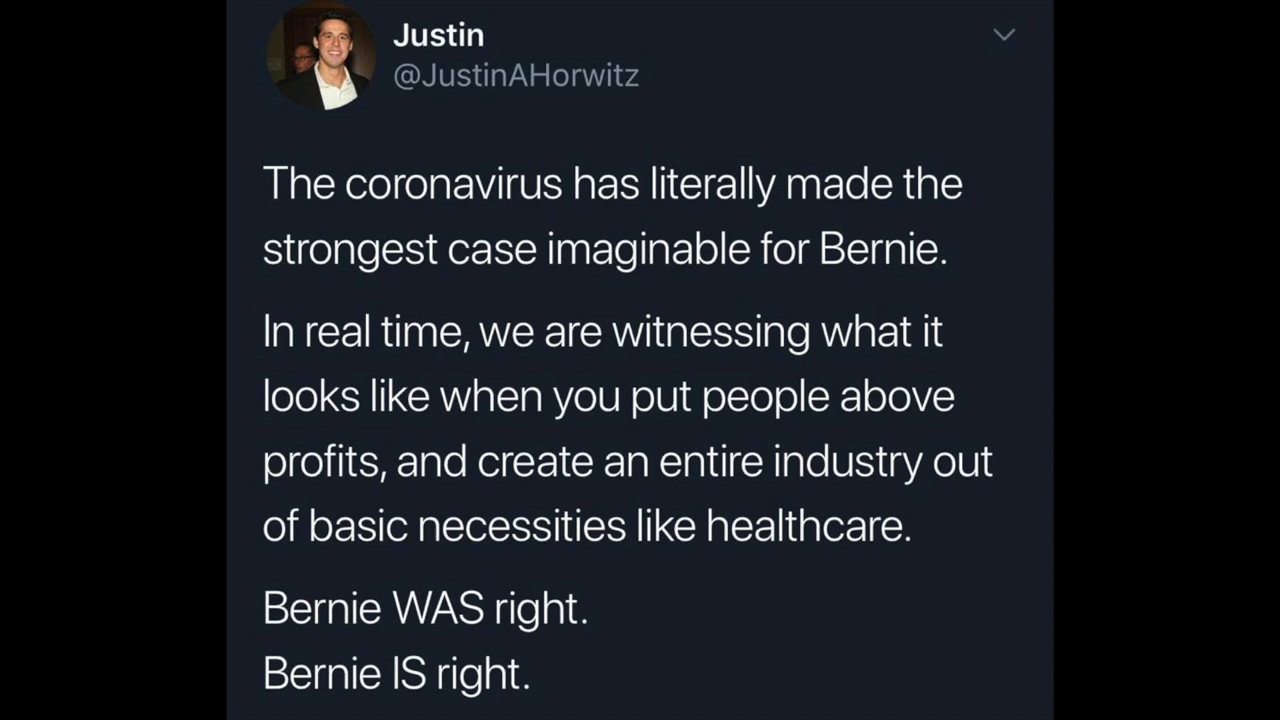 Justin
@JustinAHorwitz
The coronavirus has literally made the
strongest case imaginable for Bernie.
In real time, we are witnessing what it
looks like when you put people above
profits, and create an entire industry out
of basic necessities like healthcare.
Bernie WAS right.
Bernie IS right.